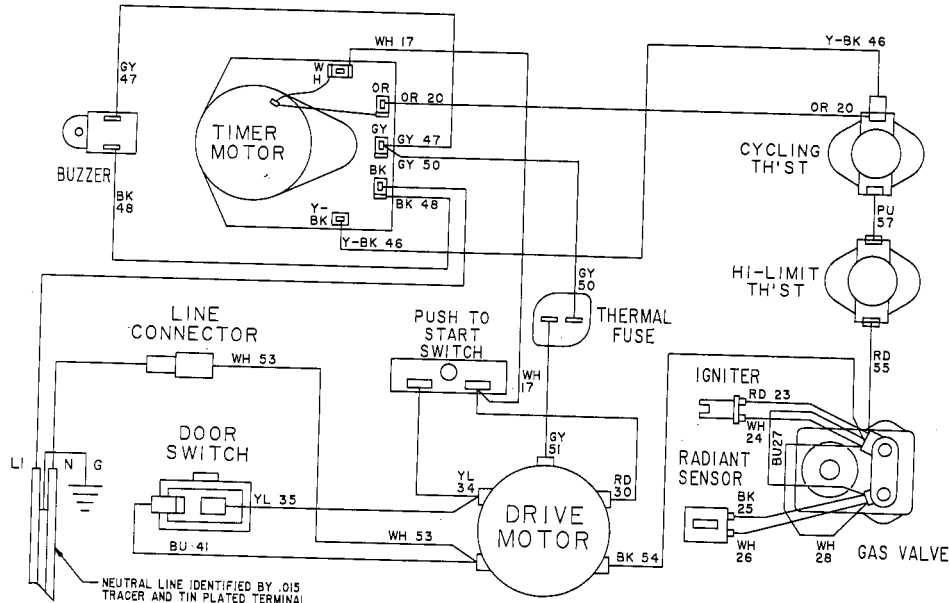 WH 17
Y-BK 46
GY
47
W
H
OR
OR 20
OR 20
TIMER
MOTOR
GY
GY 47
GY 50
CYCLING
TH'ST
BUZZER
BK
BK 48
BK
48
Y-
BK
Y-BK 46
PU
57
HI-LIMIT
TH'ST
GY
50
LINE
CONNECTOR
PUSH TO
START
SWITCH
THERMAL
FUSE
WH 53
WH
17
RD
55
IGNITER
RD 23
WH
24
BU27
DOOR
SWITCH
GY
51
RADIANT
SENSOR
L1
N
G
YL
34
RD
30
YL 35
BK
25
DRIVE
MOTOR
WH 53
BU 41
BK 54
WH
26
WH
28
GAS VALVE
NEUTRAL LINE IDENTIFIED BY .015
TRACER AND TIN PLATED TERMINAL